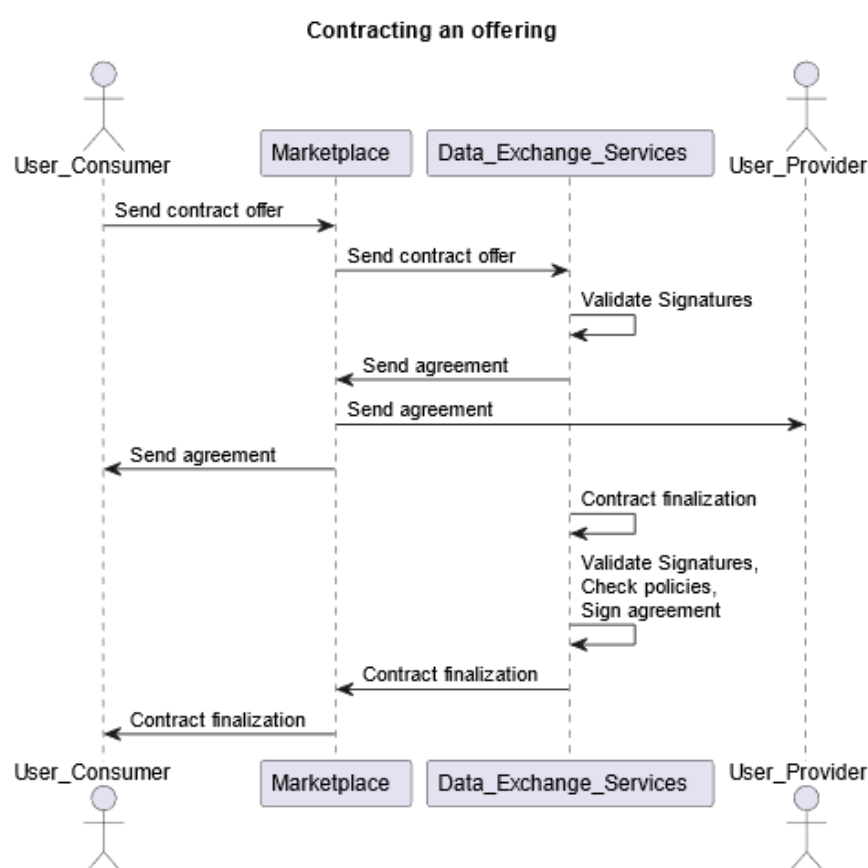 Contracting an offering
User_Consumer
Marketplace
Data_Exchange_Services
User_Provider
Send contract offer
Send contract offer
Validate Signatures
Send agreement
Send agreement
Send agreement
Contract finalization
Validate Signatures,
Check policies,
Sign agreement
Contract finalization
Contract finalization
User_Consumer
Marketplace
Data_Exchange_Services
User_Provider